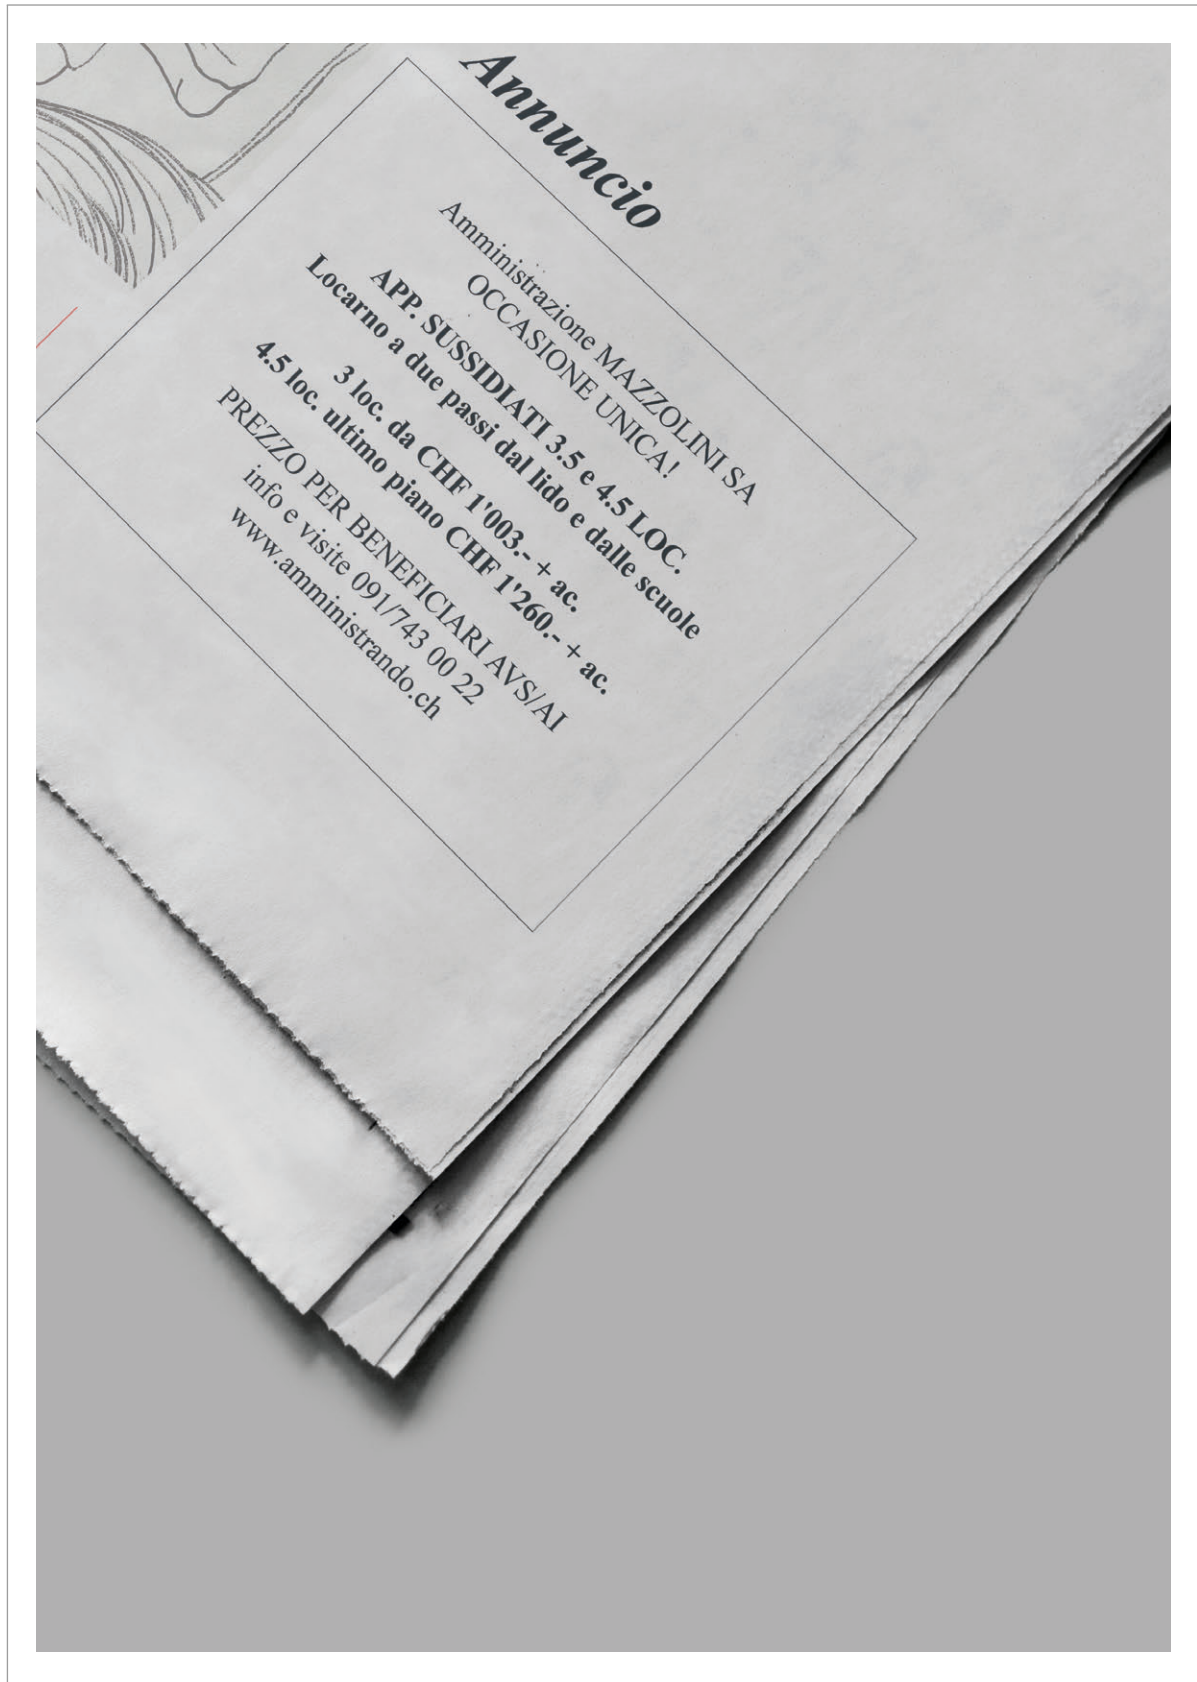 Annuncio
Amministrazione MAZZOLINI SA
OCCASIONE UNICA!
APP. SUSSIDIATI 3.5 e 4.5 LOC.
Locarno a due passi dal lido e dalle scuole
3 loc. da CHF 1'003.- + ac.
4.5 loc. ultimo piano CHF 1'260.- + ac.
PREZZO PER BENEFICIARI AVS/AI
info e visite 091/743 00 22
www.amministrando.ch